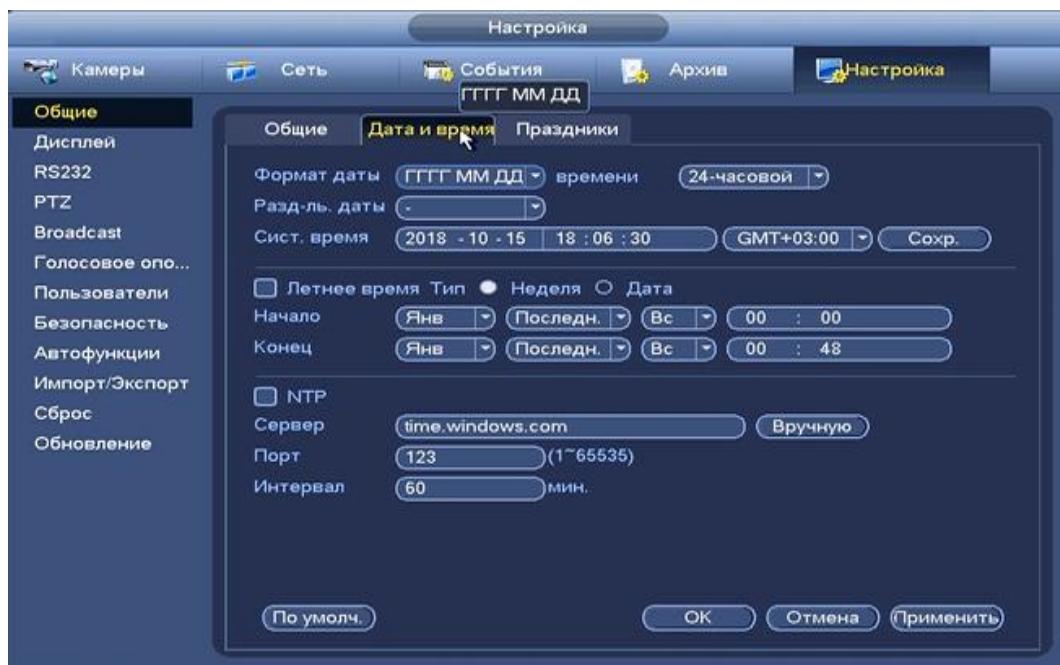 Настройка
Камеры Сеть События Архив Настройка
ГГГГ ММ ДД
Общие
Дисплей
RS232
PTZ
Broadcast
Голосовое опо...
Пользователи
Безопасность
Автофункции
Импорт/Экспорт
Сброс
Обновление
Общие Дата и время Праздники
Формат даты ГГГГ ММ ДД времени 24-часовой
Разд-ль. даты -
Сист. время 2018 - 10 - 15 18 : 06 : 30 GMT+03:00 Сохр.
Летнее время Тип Неделя Дата
Начало Янв Последн. Вс 00 : 00
Конец Янв Последн. Вс 00 : 48
NTP
Сервер time.windows.com Вручную
Порт 123 (1~65535)
Интервал 60 мин.
По умолч. OK Отмена Применить